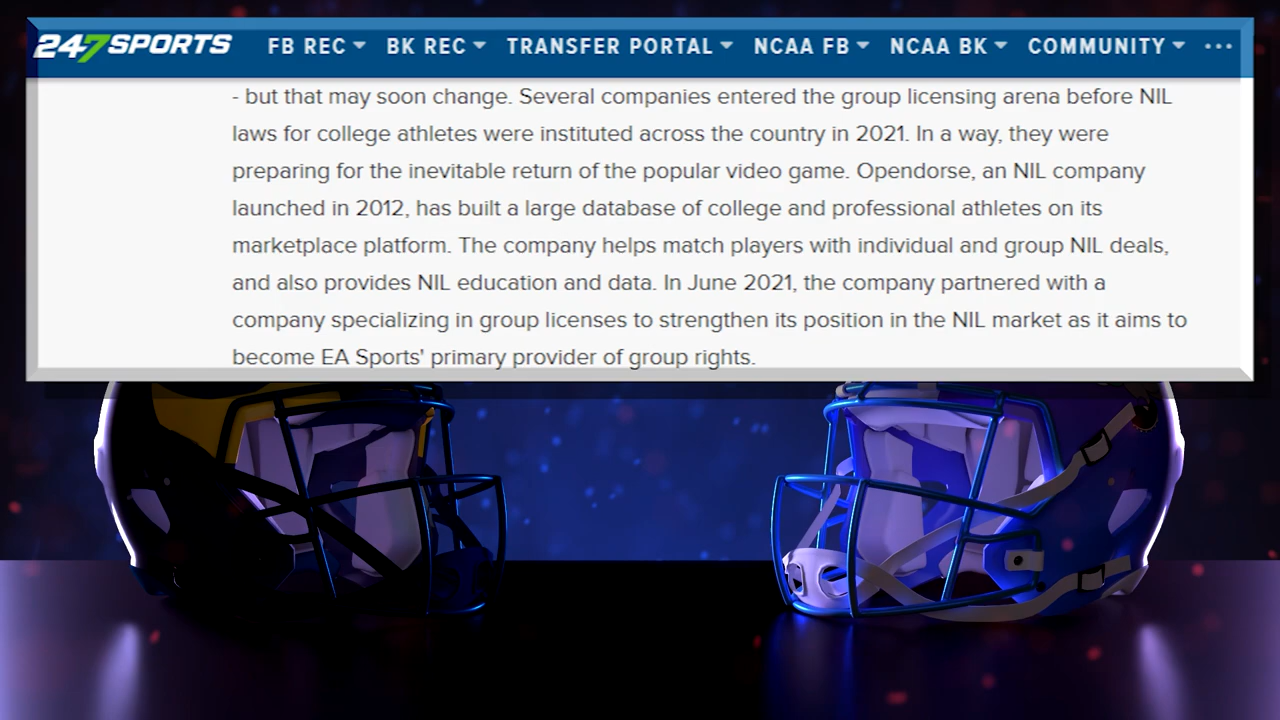 247SPORTS FB REC BK REC TRANSFER PORTAL NCAA FB NCAA BK COMMUNITY ...
- but that may soon change. Several companies entered the group licensing arena before NIL
laws for college athletes were instituted across the country in 2021. In a way, they were
preparing for the inevitable return of the popular video game. Opendorse, an NIL company
launched in 2012, has built a large database of college and professional athletes on its
marketplace platform. The company helps match players with individual and group NIL deals,
and also provides NIL education and data. In June 2021, the company partnered with a
company specializing in group licenses to strengthen its position in the NIL market as it aims to
become EA Sports' primary provider of group rights.